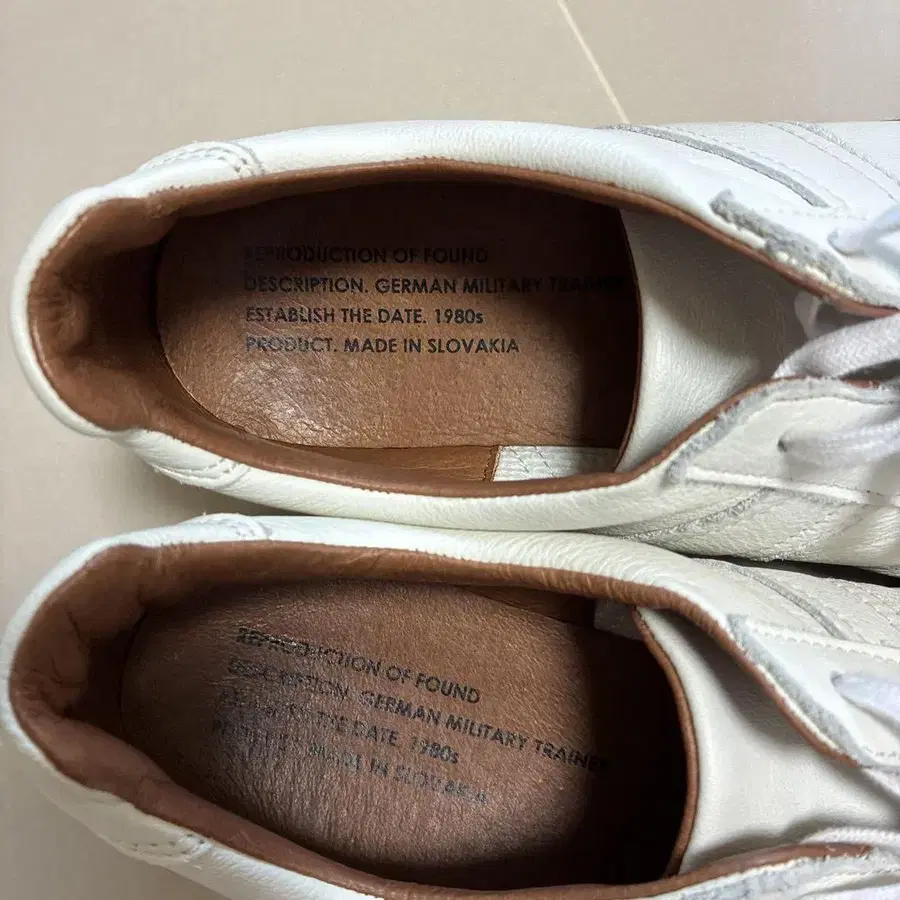 REPRODUCTION OF FOUND
DESCRIPTION. GERMAN MILITARY TRAINER
ESTABLISH THE DATE. 1980s
PRODUCT. MADE IN SLOVAKIA
REPRODUCTION OF FOUND
DESCRIPTION. GERMAN MILITARY TRAINER
THE DATE. 1980s
MADE IN SLOVAKIA